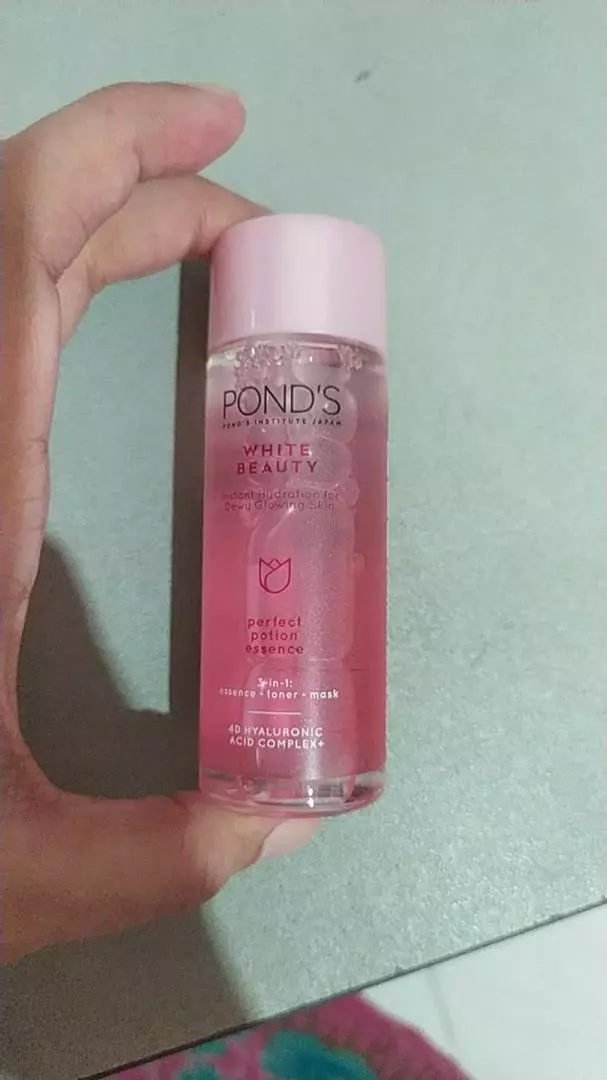 POND'S
POND'S INSTITUTE JAPAN
WHITE
BEAUTY
Instant Hydration for
Dewy Glowing Skin
perfect
potion
essence
3-in-1:
essence - toner - mask
4D HYALURONIC
ACID COMPLEX+